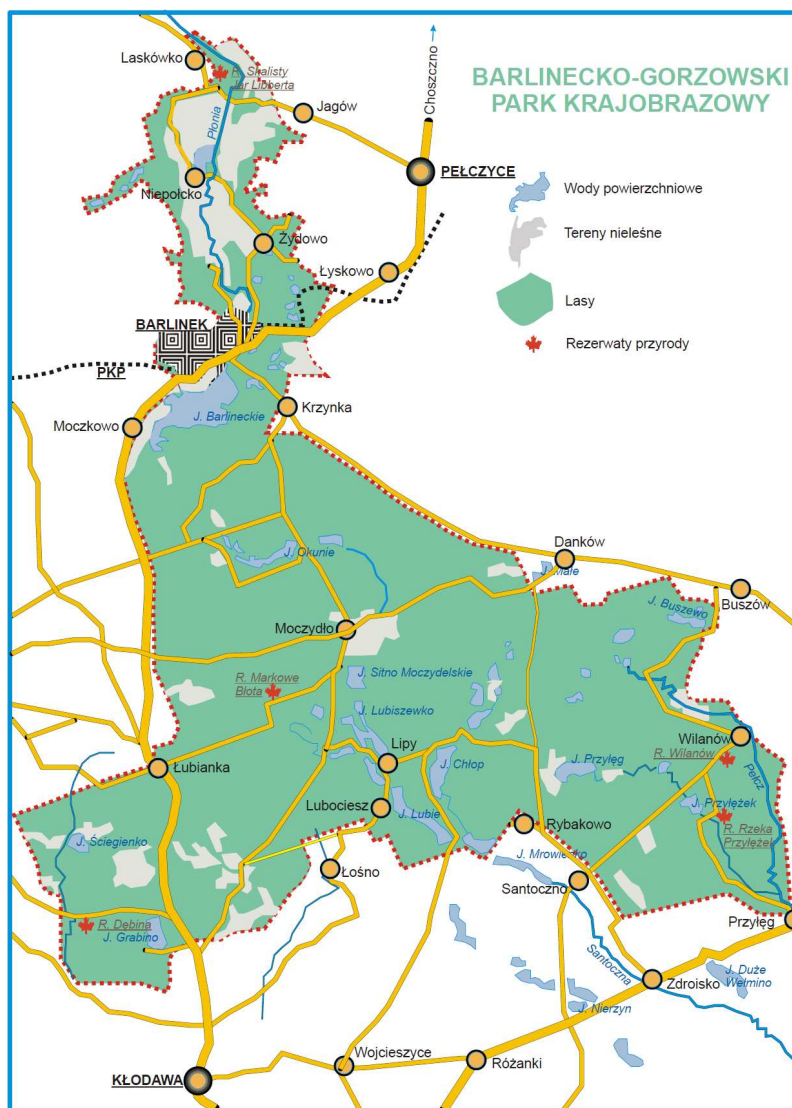 BARLINECKO-GORZOWSKI
PARK KRAJOBRAZOWY
Choszczno
Laskówko
R. Skalisty
Jar Libberta
Jagów
Płonia
PEŁCZYCE
Niepołcko
Wody powierzchniowe
Tereny nieleśne
Żydowo
Łyskowo
Lasy
BARLINEK
Rezerwaty przyrody
PKP
J. Barlineckie
Krzynka
Moczkowo
Danków
J. Okunie
J. Małe
Buszów
J. Buszewo
Moczydło
J. Sitno Moczydelskie
R. Markowe
Błota
J. Lubiszewko
Wilanów
Lipy
R. Wilanów
Łubianka
J. Chłop
J. Przyłęg
Pełcz
Lubociesz
J. Lubie
J. Przyłężek
Rybakowo
R. Rzeka
Przyłężek
J. Ściegienko
J. Mrowieczko
Łośno
Santoczno
R. Dębina
J. Grabino
Przyłęg
Santoczna
Zdroisko
J. Duże
Wełmino
J. Nierzyn
Wojcieszyce
Różanki
KŁODAWA